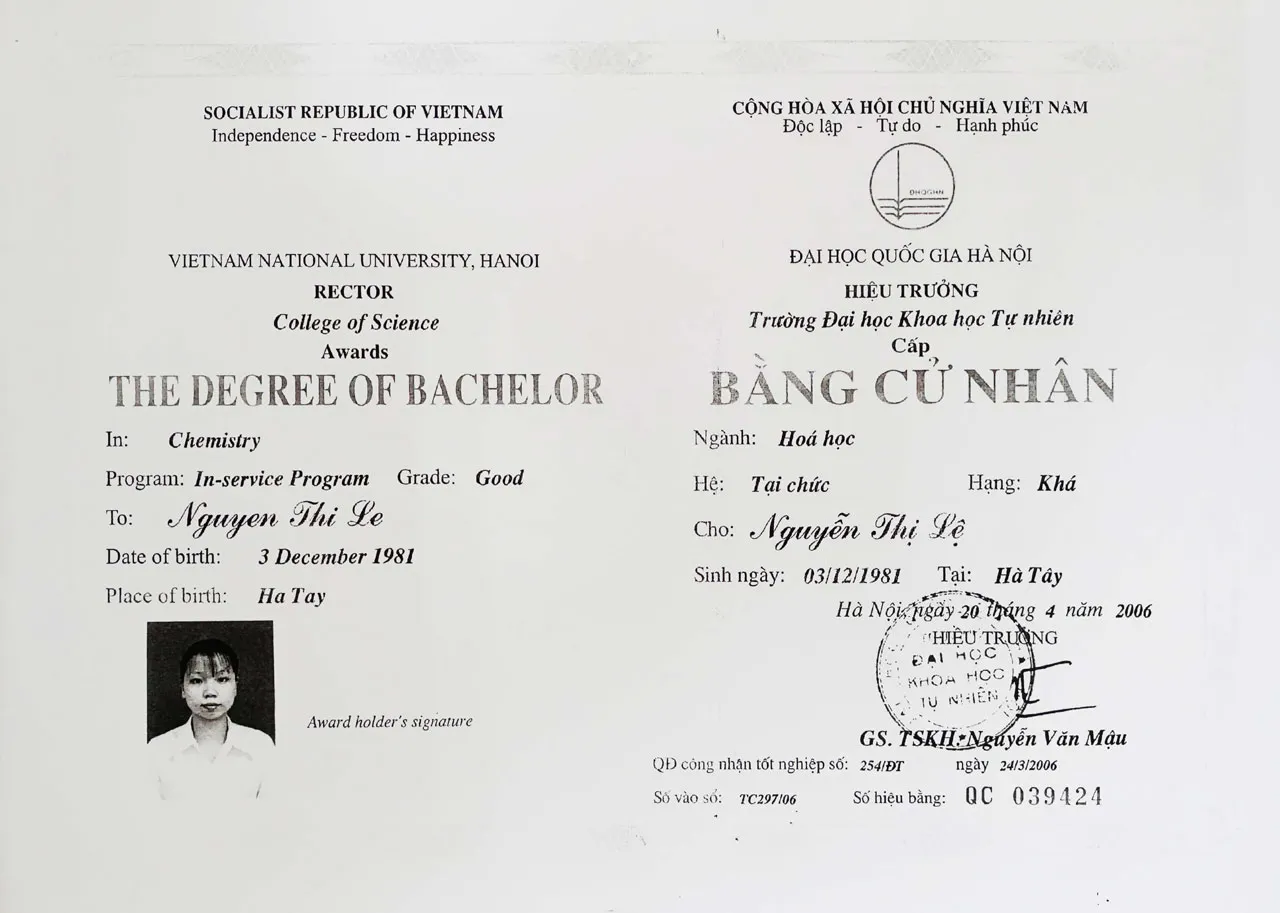 SOCIALIST REPUBLIC OF VIETNAM
Independence - Freedom - Happiness
VIETNAM NATIONAL UNIVERSITY, HANOI
RECTOR
College of Science
Awards
THE DEGREE OF BACHELOR
In: Chemistry
Program: In-service Program Grade: Good
To: Nguyen Thi Le
Date of birth: 3 December 1981
Place of birth: Ha Tay
Award holder's signature
CỘNG HÒA XÃ HỘI CHỦ NGHĨA VIỆT NAM
Độc lập - Tự do - Hạnh phúc
ĐHQGHN
ĐẠI HỌC QUỐC GIA HÀ NỘI
HIỆU TRƯỞNG
Trường Đại học Khoa học Tự nhiên
Cấp
BẰNG CỬ NHÂN
Ngành: Hoá học
Hệ: Tại chức Hạng: Khá
Cho: Nguyễn Thị Lệ
Sinh ngày: 03/12/1981 Tại: Hà Tây
Hà Nội, ngày 20 tháng 4 năm 2006
HIỆU TRƯỞNG
ĐẠI HỌC
KHOA HỌC
TỰ NHIÊN
GS. TSKH. Nguyễn Văn Mậu
QĐ công nhận tốt nghiệp số: 254/ĐT ngày 24/3/2006
Số vào sổ: TC297/06 Số hiệu bằng: QC 039424